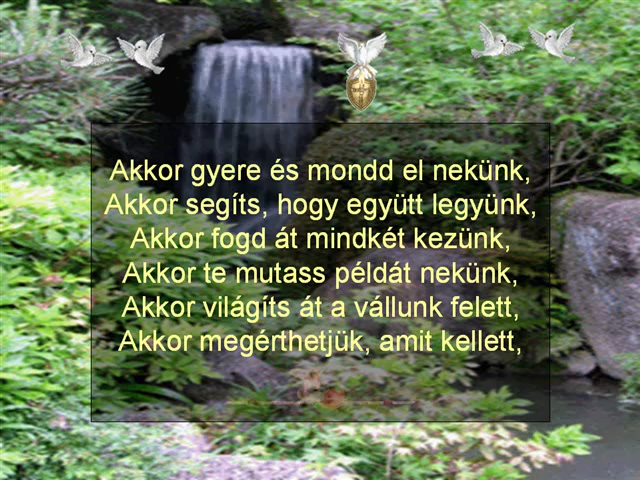 Akkor gyere és mondd el nekünk,
Akkor segíts, hogy együtt legyünk,
Akkor fogd át mindkét kezünk,
Akkor te mutass példát nekünk,
Akkor világíts át a vállunk felett,
Akkor megérthetjük, amit kellett,